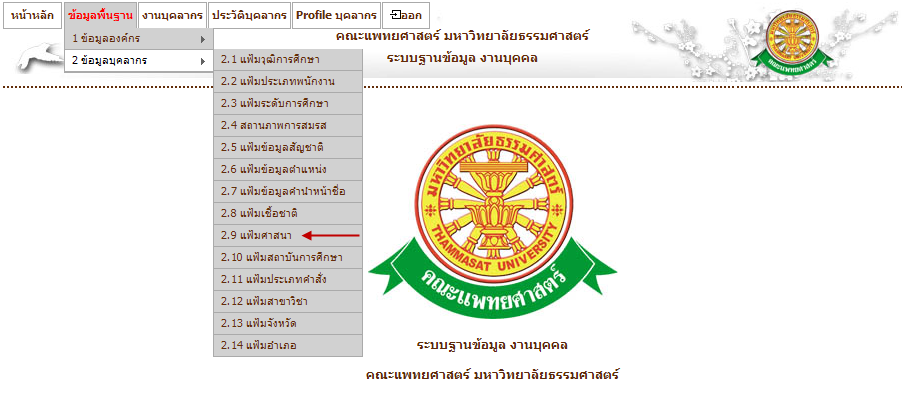 หน้าหลัก ข้อมูลพื้นฐาน งานบุคลากร ประวัติบุคลากร Profile บุคลากร ออก
คณะแพทยศาสตร์ มหาวิทยาลัยธรรมศาสตร์
ระบบฐานข้อมูล งานบุคคล
1 ข้อมูลองค์กร
2 ข้อมูลบุคลากร
2.1 แฟ้มวุฒิการศึกษา
2.2 แฟ้มประเภทพนักงาน
2.3 แฟ้มระดับการศึกษา
2.4 สถานภาพการสมรส
2.5 แฟ้มข้อมูลสัญชาติ
2.6 แฟ้มข้อมูลตำแหน่ง
2.7 แฟ้มข้อมูลคำนำหน้าชื่อ
2.8 แฟ้มเชื้อชาติ
2.9 แฟ้มศาสนา
2.10 แฟ้มสถาบันการศึกษา
2.11 แฟ้มประเภทคำสั่ง
2.12 แฟ้มสาขาวิชา
2.13 แฟ้มจังหวัด
2.14 แฟ้มอำเภอ
มหาวิทยาลัยธรรมศาสตร์
THAMMASAT UNIVERSITY
คณะแพทยศาสตร์
ระบบฐานข้อมูล งานบุคคล
คณะแพทยศาสตร์ มหาวิทยาลัยธรรมศาสตร์